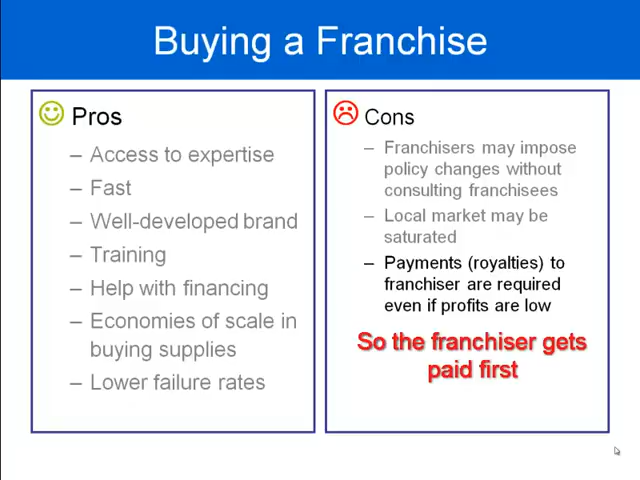 Buying a Franchise
Pros
– Access to expertise
– Fast
– Well-developed brand
– Training
– Help with financing
– Economies of scale in
buying supplies
– Lower failure rates
Cons
– Franchisers may impose
policy changes without
consulting franchisees
– Local market may be
saturated
– Payments (royalties) to
franchiser are required
even if profits are low
So the franchiser gets
paid first